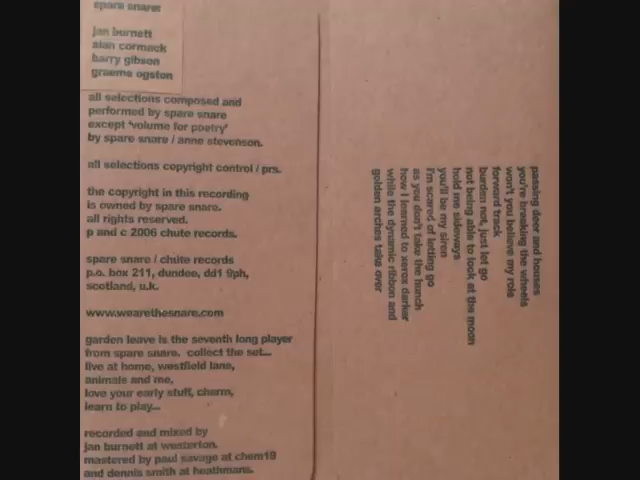 spare snare:
jan burnett
alan cormack
barry gibson
graeme ogston
all selections composed and
performed by spare snare
except 'volume for poetry'
by spare snare / anne stevenson.
all selections copyright control / prs.
the copyright in this recording
is owned by spare snare.
all rights reserved.
p and c 2006 chute records.
spare snare / chute records
p.o. box 211, dundee, dd1 9ph,
scotland, u.k.
www.wearethesnare.com
garden leave is the seventh long player
from spare snare. collect the set...
live at home, westfield lane,
animals and me,
love your early stuff, charm,
learn to play...
recorded and mixed by
jan burnett at westerton.
mastered by paul savage at chem19
and dennis smith at heathmans.
passing deer and houses
you're breaking the wheels
won't you believe my role
forward track
burden not, just let go
not being able to look at the moon
hold me sideways
you'll be my siren
i'm scared of letting go
as you don't take the hunch
how i learned to xerox darker
while the dynamic ribbon and
golden arches take over